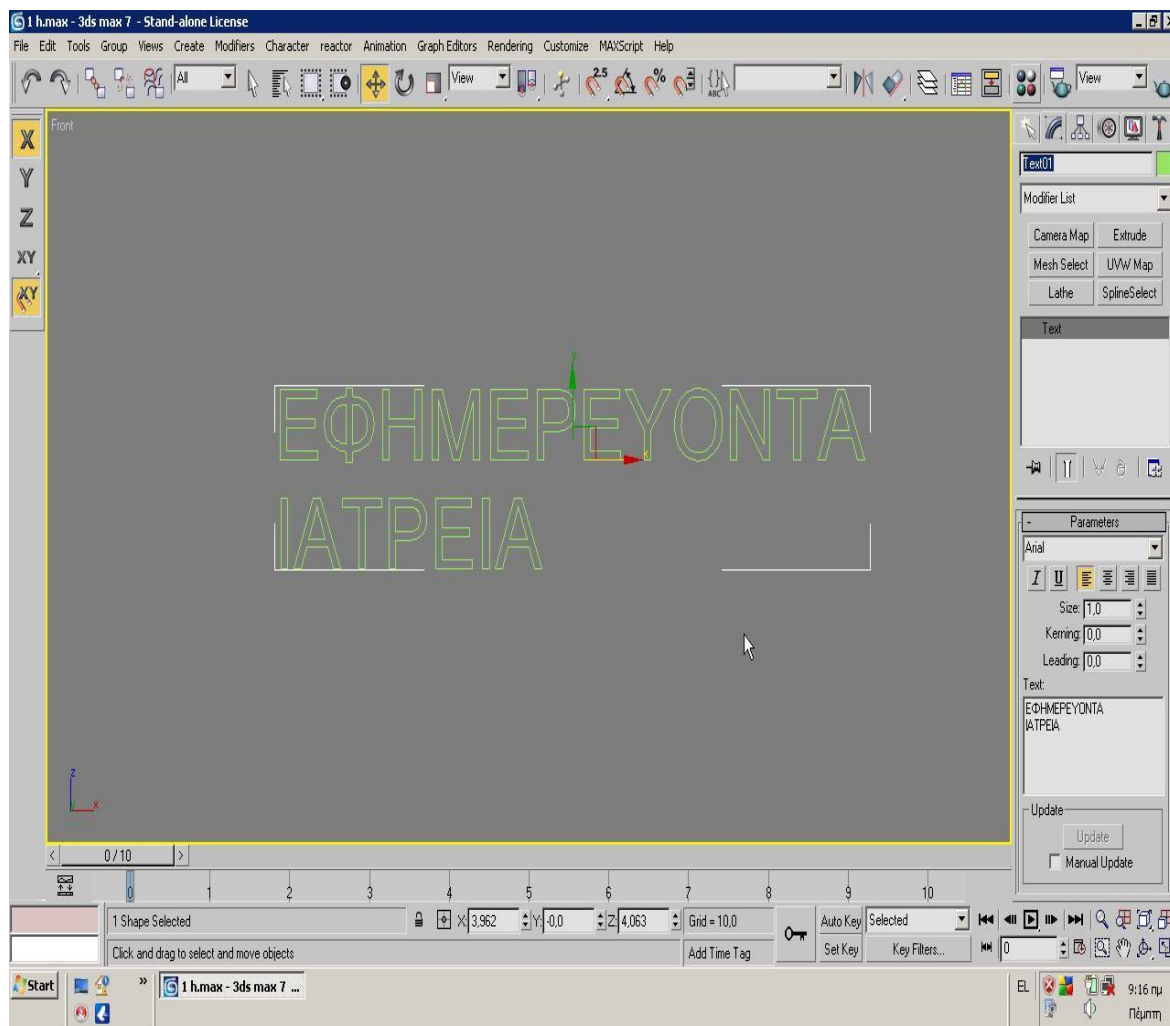 1 h.max - 3ds max 7 - Stand-alone License
File Edit Tools Group Views Create Modifiers Character reactor Animation Graph Editors Rendering Customize MAXScript Help
All
View
2.5
%
ABC
View
X
Y
Z
XY
XY
Front
Text01
Modifier List
Camera Map Extrude
Mesh Select UVW Map
Lathe SplineSelect
Text
y
x
ΕΦΗΜΕΡΕΥΟΝΤΑ
ΙΑΤΡΕΙΑ
z
x
- Parameters
Arial
I U
Size: 1,0
Kerning: 0,0
Leading: 0,0
Text:
ΕΦΗΜΕΡΕΥΟΝΤΑ
ΙΑΤΡΕΙΑ
Update
Update
Manual Update
< 0 / 10 >
0 1 2 3 4 5 6 7 8 9 10
1 Shape Selected X: 3,962 Y: -0,0 Z: 4,063 Grid = 10,0 Auto Key Selected
Click and drag to select and move objects Add Time Tag Set Key Key Filters... 0
Start » 1 h.max - 3ds max 7 ... EL 9:16 πμ
Πέμπτη